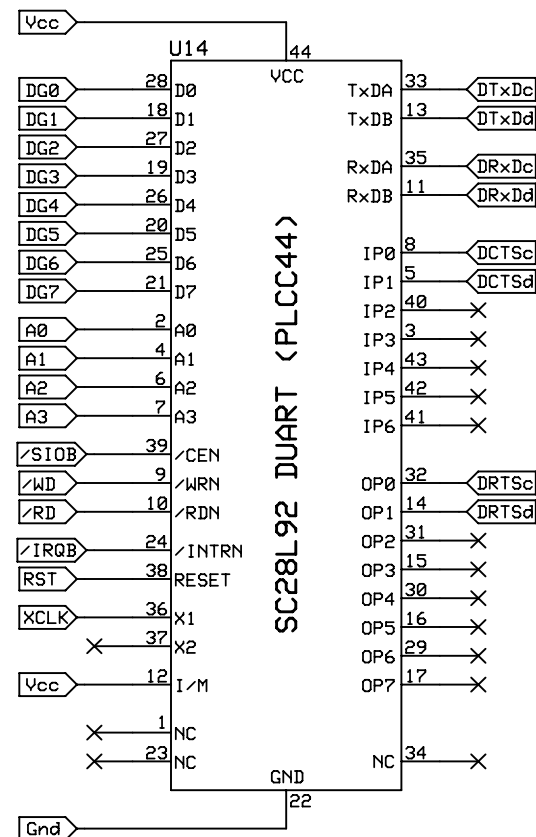 Vcc
U14
44
VCC
DG0 28 D0 TxDA 33 DTxDc
DG1 18 D1 TxDB 13 DTxDd
DG2 27 D2
DG3 19 D3 RxDA 35 DRxDc
DG4 26 D4 RxDB 11 DRxDd
DG5 20 D5
DG6 25 D6 IP0 8 DCTSc
DG7 21 D7 IP1 5 DCTSd
IP2 40
A0 2 A0 IP3 3
A1 4 A1 IP4 43
A2 6 A2 IP5 42
A3 7 A3 IP6 41
/SIOB 39 /CEN
/WD 9 /WRN OP0 32 DRTSc
/RD 10 /RDN OP1 14 DRTSd
OP2 31
/IRQB 24 /INTRN OP3 15
RST 38 RESET OP4 30
XCLK 36 X1 OP5 16
37 X2 OP6 29
Vcc 12 I/M OP7 17
1 NC
23 NC NC 34
SC28L92 DUART (PLCC44)
GND
22
Gnd